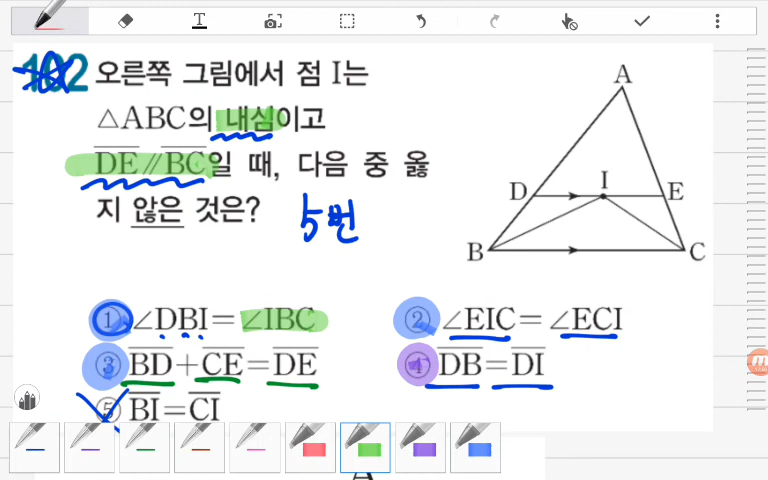 T
102 오른쪽 그림에서 점 I는
△ABC의 내심이고
DE∥BC일 때, 다음 중 옳
지 않은 것은? 5번
A
D I E
B C
① ∠DBI=∠IBC ② ∠EIC=∠ECI
③ BD+CE=DE ④ DB=DI
⑤ BI=CI